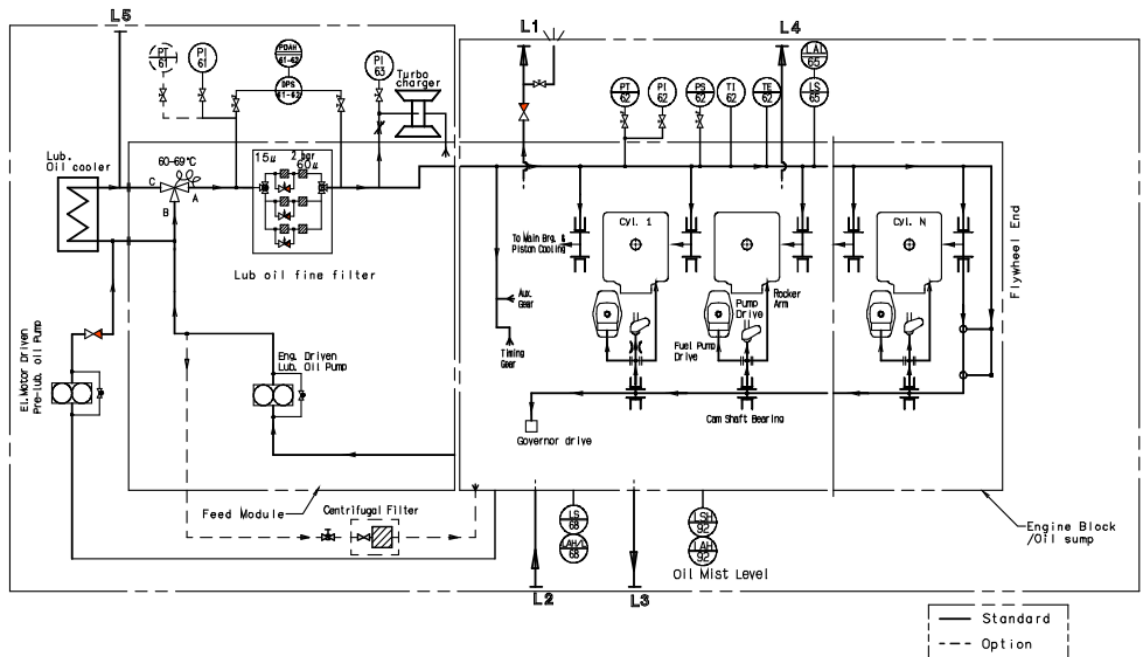 L5
L1
L4
PT
61
PI
61
PDAH
61-62
DPS
61-62
PI
63
Turbo
charger
PT
62
PI
62
PS
62
TI
62
TE
62
LAI
65
LS
65
Lub.
Oil cooler
60-69°C
C
A
B
15µ
2 bar
60µ
Lub oil fine filter
To Main Brg. &
Piston Cooling
Cyl. 1
Cyl. N
Flywheel End
Aux.
Gear
Timing
Gear
Pump
Drive
Rocker
Arm
Fuel Pump
Drive
Cam Shaft Bearing
Governor drive
El.Motor Driven
Pre-lub. oil Pump
Eng. Driven
Lub. Oil Pump
Feed Module
Centrifugal Filter
LS
68
LAH/L
68
LSH
92
LAH
92
Oil Mist Level
Engine Block
/Oil sump
L2
L3
Standard
Option